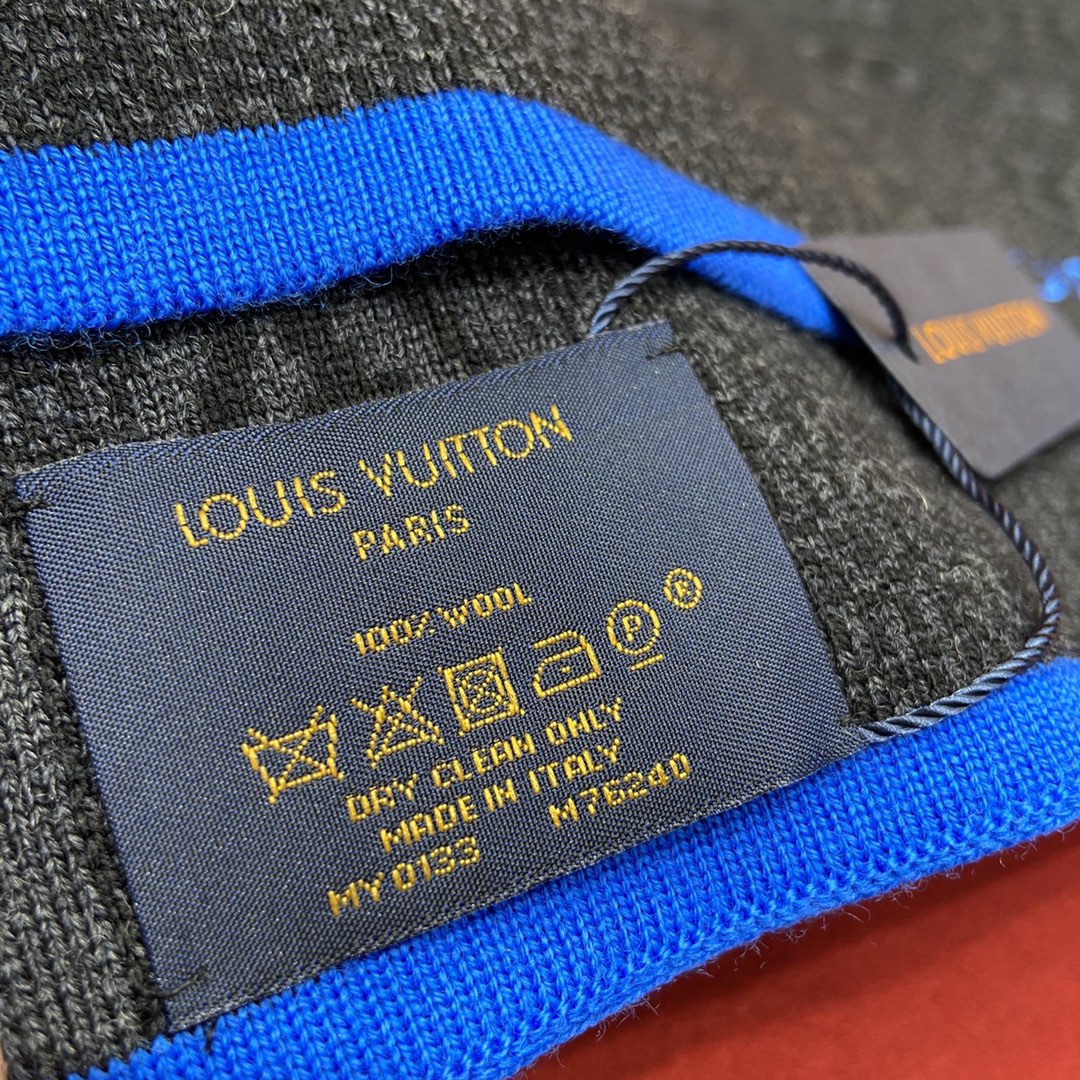 LOUIS VUITTON
PARIS
100% WOOL
P
®
DRY CLEAN ONLY
MADE IN ITALY
MY0133 M76240
LOUIS VUITTON